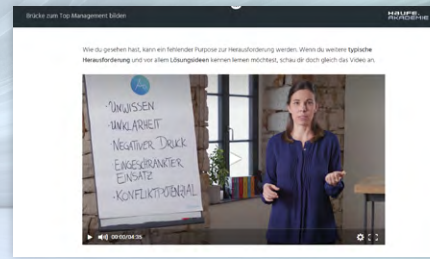 Brücke zum Top Management bilden
HAUFE.
AKADEMIE
Wie du gesehen hast, kann ein fehlender Purpose zur Herausforderung werden. Wenn du weitere typische
Herausforderung und vor allem Lösungsideen kennen lernen möchtest, schau dir doch gleich das Video an.
· UNWISSEN
· UNKLARHEIT
· NEGATIVER DRUCK
· EINGESCHRÄNKTER
EINSATZ
· KONFLIKTPOTENZIAL
00:00/04:35